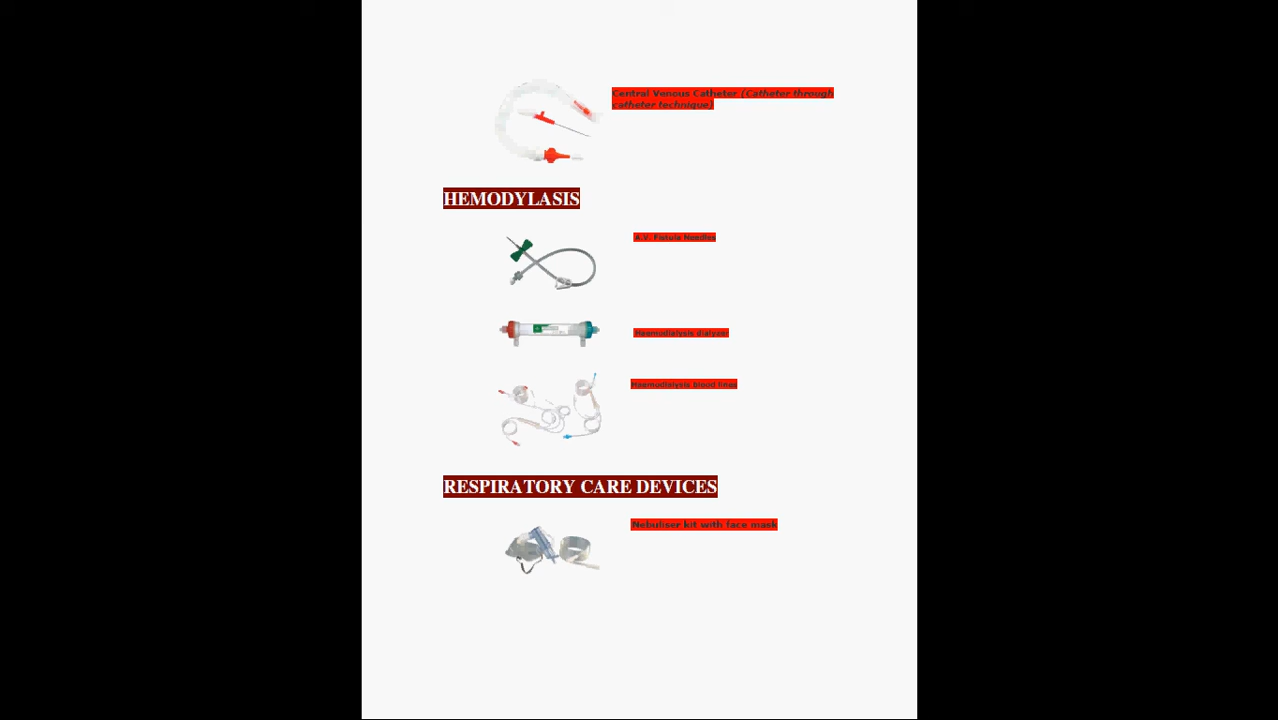 Central Venous Catheter (Catheter through
catheter technique)
HEMODYLASIS
A.V. Fistula Needles
Haemodialysis dialyzer
Haemodialysis blood lines
RESPIRATORY CARE DEVICES
Nebuliser kit with face mask